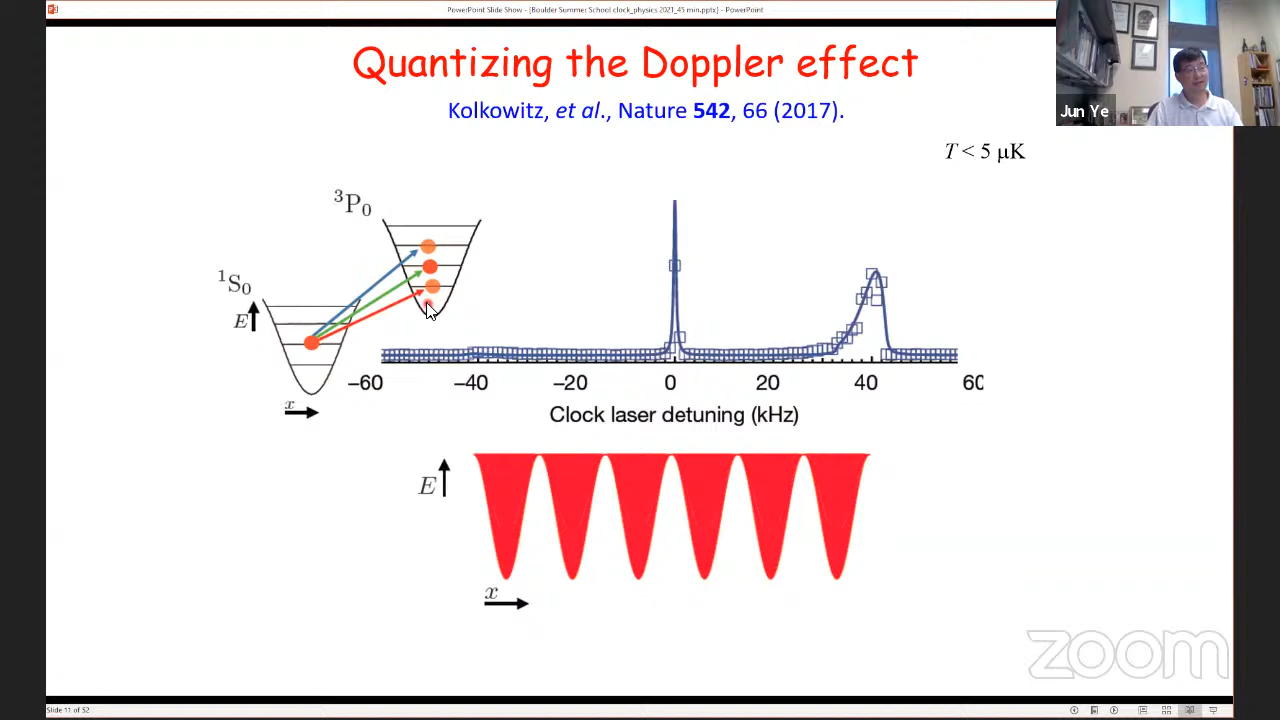 PowerPoint Slide Show - [Boulder Summer School clock_physics 2021_45 min.pptx] - PowerPoint
Quantizing the Doppler effect
Kolkowitz, et al., Nature 542, 66 (2017).
Jun Ye
T < 5 μK
³P₀
¹S₀
E
x
−60 −40 −20 0 20 40 60
Clock laser detuning (kHz)
E
x
zoom
Slide 11 of 52